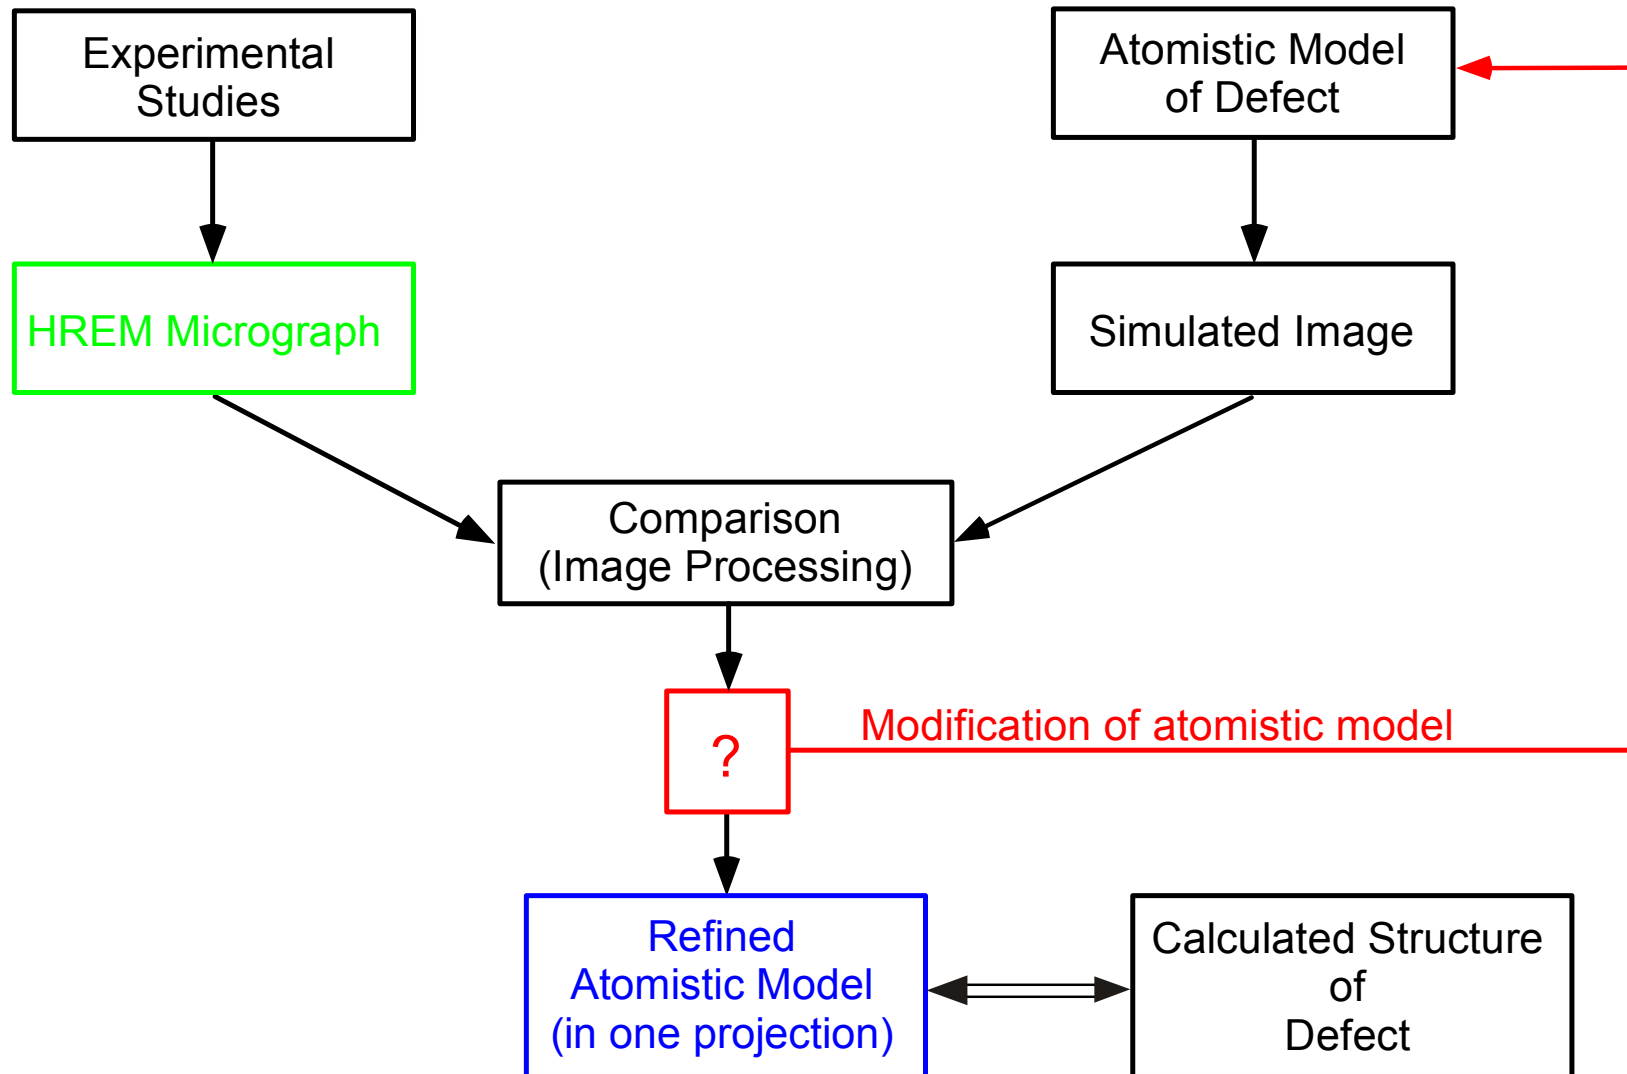 Experimental
Studies
Atomistic Model
of Defect
HREM Micrograph
Simulated Image
Comparison
(Image Processing)
?
Modification of atomistic model
Refined
Atomistic Model
(in one projection)
Calculated Structure
of
Defect